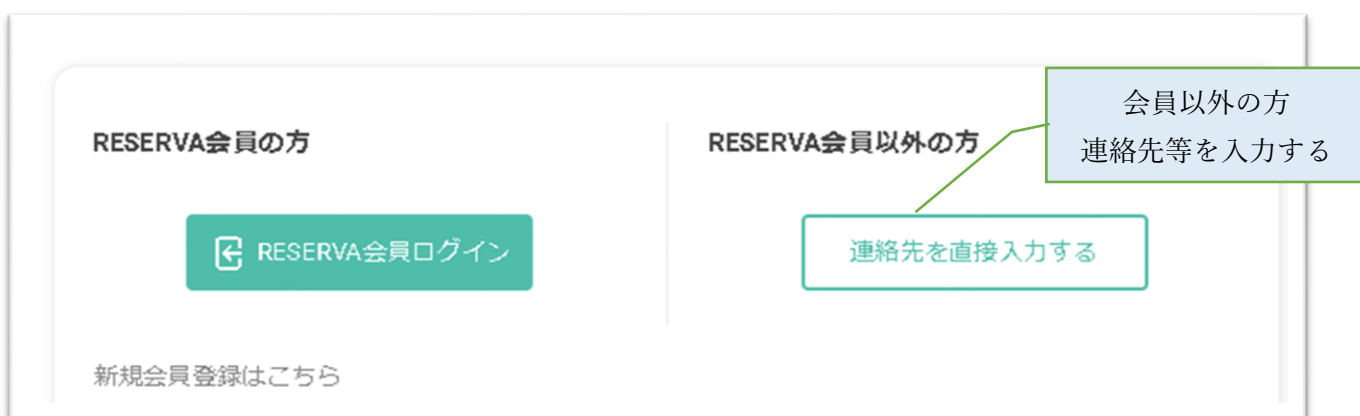 RESERVA会員の方
RESERVA会員ログイン
新規会員登録はこちら
RESERVA会員以外の方
連絡先を直接入力する
会員以外の方
連絡先等を入力する